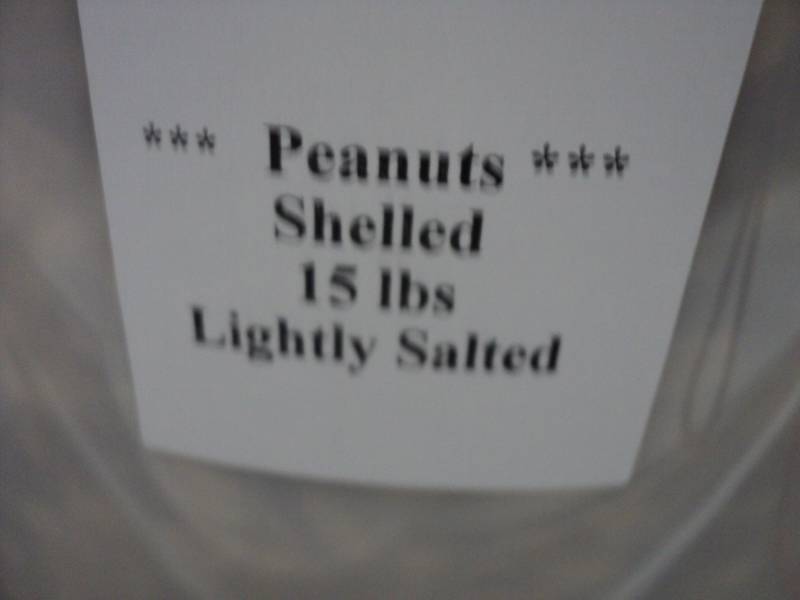 *** Peanuts ***
Shelled
15 lbs
Lightly Salted